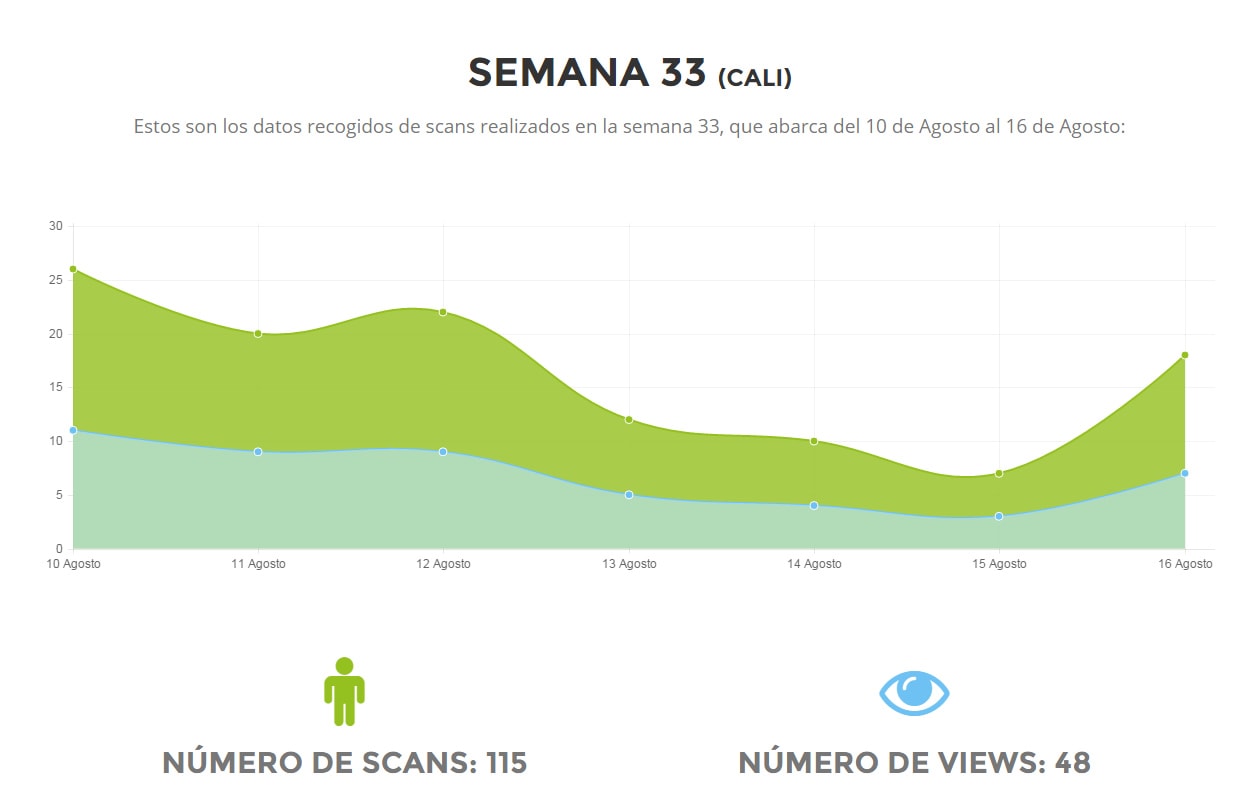 SEMANA 33 (CALI)
Estos son los datos recogidos de scans realizados en la semana 33, que abarca del 10 de Agosto al 16 de Agosto:
30
25
20
15
10
5
0
10 Agosto 11 Agosto 12 Agosto 13 Agosto 14 Agosto 15 Agosto 16 Agosto
NÚMERO DE SCANS: 115 NÚMERO DE VIEWS: 48